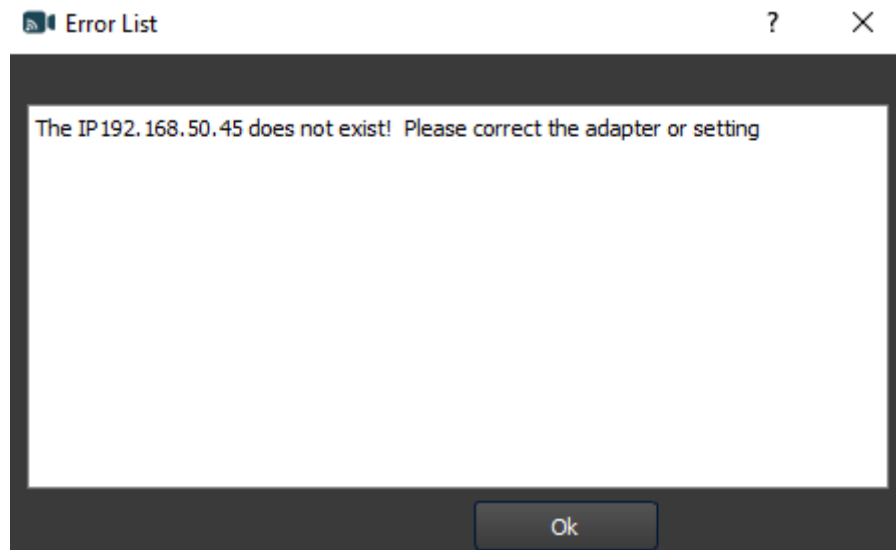 Error List
?
The IP192.168.50.45 does not exist!  Please correct the adapter or setting
Ok